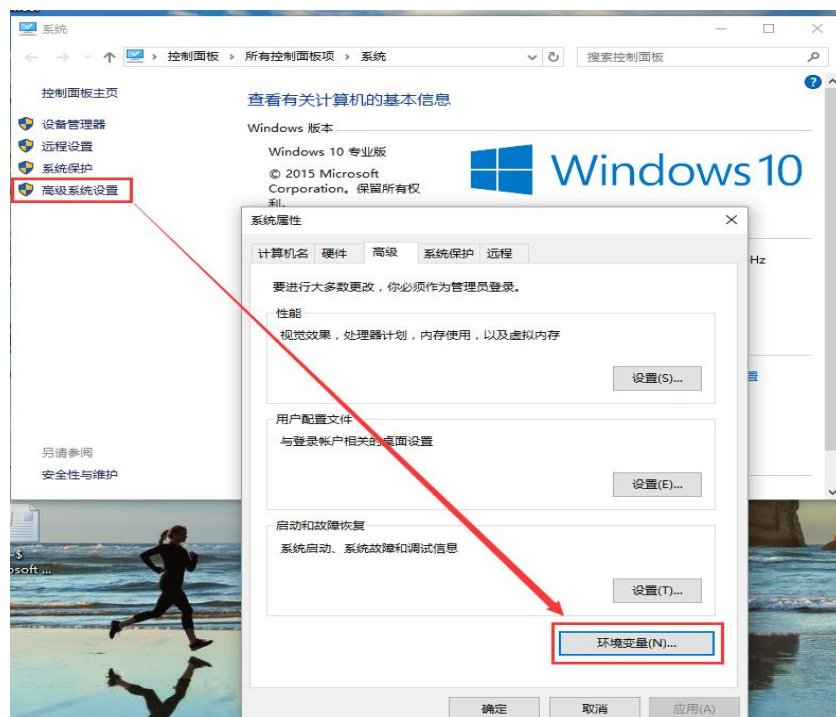 系统
控制面板 › 所有控制面板项 › 系统
搜索控制面板
控制面板主页
设备管理器
远程设置
系统保护
高级系统设置
另请参阅
安全性与维护
查看有关计算机的基本信息
Windows 版本
Windows 10 专业版
© 2015 Microsoft
Corporation。保留所有权
利。
Windows 10
Hz
置
系统属性
计算机名 硬件 高级 系统保护 远程
要进行大多数更改，你必须作为管理员登录。
性能
视觉效果，处理器计划，内存使用，以及虚拟内存
设置(S)...
用户配置文件
与登录帐户相关的桌面设置
设置(E)...
启动和故障恢复
系统启动、系统故障和调试信息
设置(T)...
环境变量(N)...
确定 取消 应用(A)
osoft ...